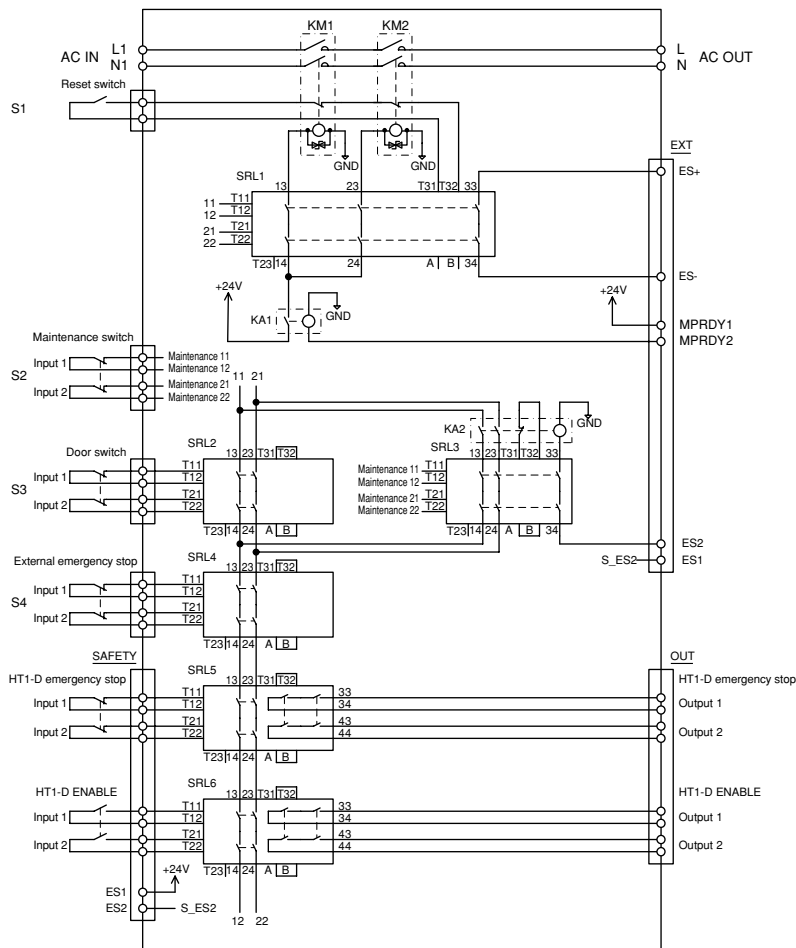 KM1 KM2
AC IN L1 L AC OUT
N1 N
Reset switch
S1
EXT
GND GND
SRL1
13 23 T31 T32 33 ES+
11 T11
12 T12
21 T21
22 T22
T23 14 24 A B 34 ES-
+24V +24V
KA1 GND
MPRDY1
MPRDY2
Maintenance switch
S2 Input 1 Maintenance 11
Maintenance 12
Input 2 Maintenance 21
Maintenance 22
11 21
KA2 GND
Door switch SRL2 SRL3
13 23 T31 T32 13 23 T31 T32 33
S3 Input 1 T11 Maintenance 11 T11
T12 Maintenance 12 T12
Input 2 T21 Maintenance 21 T21
T22 Maintenance 22 T22
T23 14 24 A B T23 14 24 A B 34
ES2
S_ES2 ES1
External emergency stop SRL4
13 23 T31 T32
S4 Input 1 T11
T12
Input 2 T21
T22
T23 14 24 A B
SAFETY OUT
HT1-D emergency stop SRL5 HT1-D emergency stop
13 23 T31 T32
Input 1 T11 33 Output 1
T12 34
Input 2 T21 43 Output 2
T22 44
T23 14 24 A B
HT1-D ENABLE SRL6 HT1-D ENABLE
13 23 T31 T32
Input 1 T11 33 Output 1
T12 34
Input 2 T21 43 Output 2
T22 44
T23 14 24 A B
+24V
ES1
ES2 S_ES2
12 22